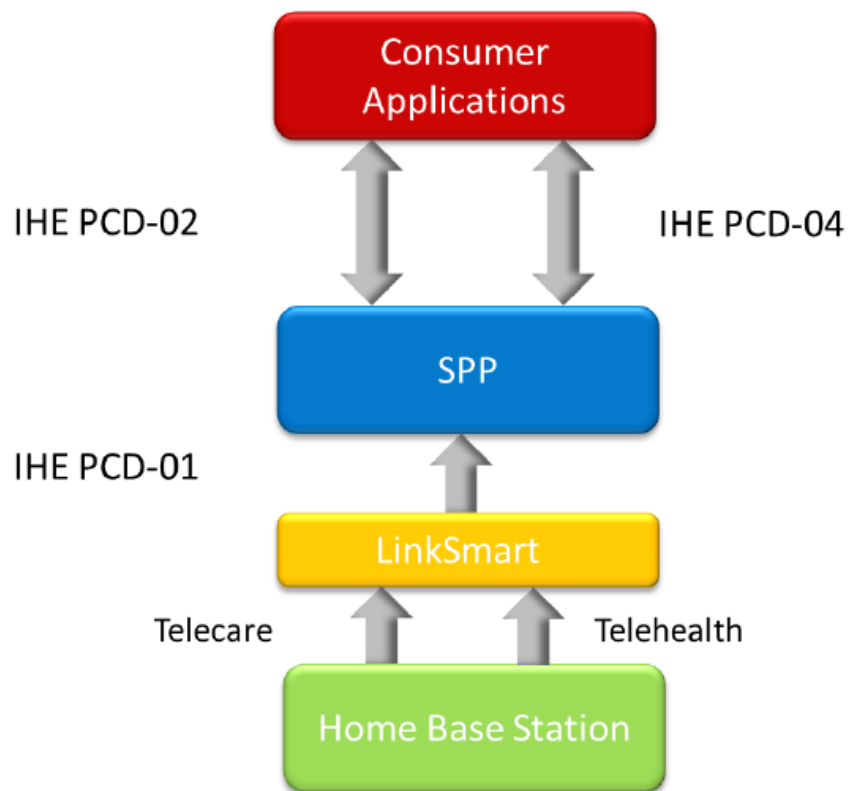 Consumer
Applications
IHE PCD-02
IHE PCD-04
SPP
IHE PCD-01
LinkSmart
Telecare
Telehealth
Home Base Station